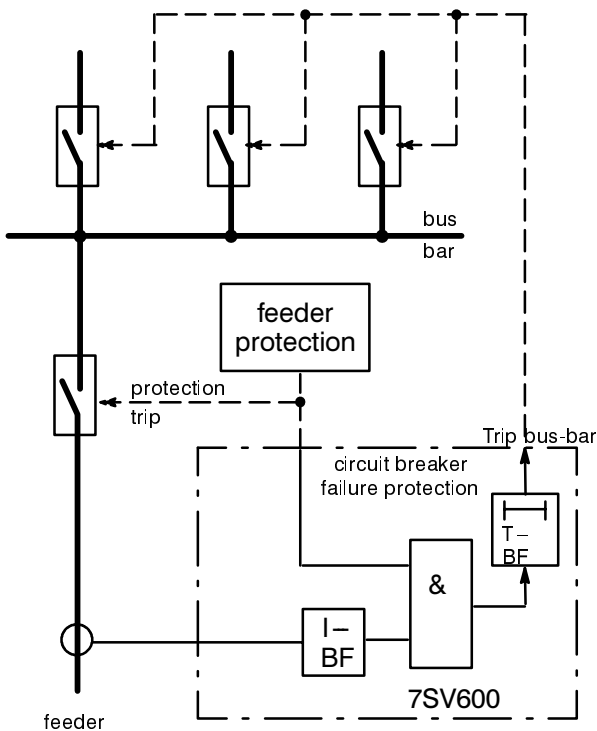 bus
bar
feeder
protection
protection
trip
Trip bus-bar
circuit breaker
failure protection
T–
BF
&
I–
BF
7SV600
feeder